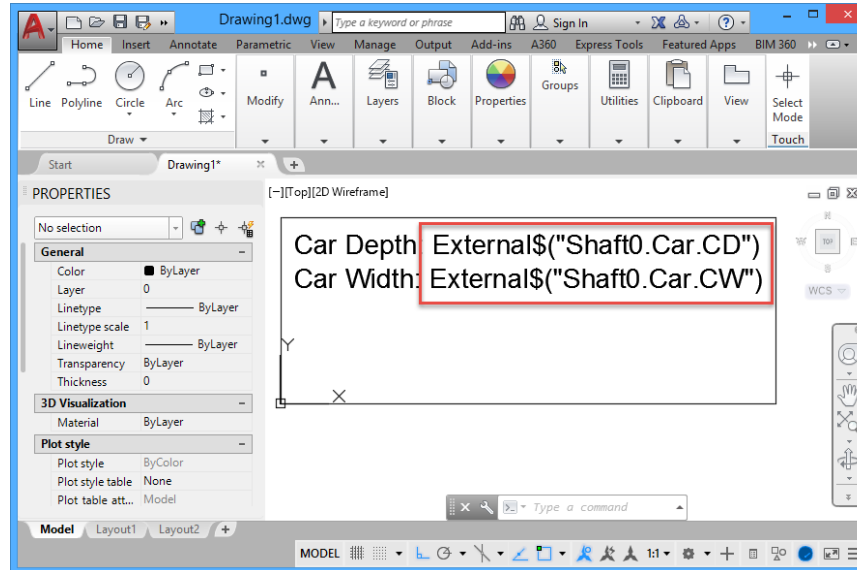 Drawing1.dwg
Type a keyword or phrase
Sign In
Home Insert Annotate Parametric View Manage Output Add-ins A360 Express Tools Featured Apps BIM 360
Line Polyline Circle Arc
Modify
Ann...
Layers
Block
Properties
Groups
Utilities
Clipboard
View
Select
Mode
Draw
Touch
Start Drawing1*
PROPERTIES
[−][Top][2D Wireframe]
No selection
General
Color ByLayer
Layer 0
Linetype ByLayer
Linetype scale 1
Lineweight ByLayer
Transparency ByLayer
Thickness 0
3D Visualization
Material ByLayer
Plot style
Plot style ByColor
Plot style table None
Plot table att... Model
Car Depth: External$("Shaft0.Car.CD")
Car Width: External$("Shaft0.Car.CW")
Y
X
N
W TOP E
S
WCS
Type a command
Model Layout1 Layout2 +
MODEL 1:1